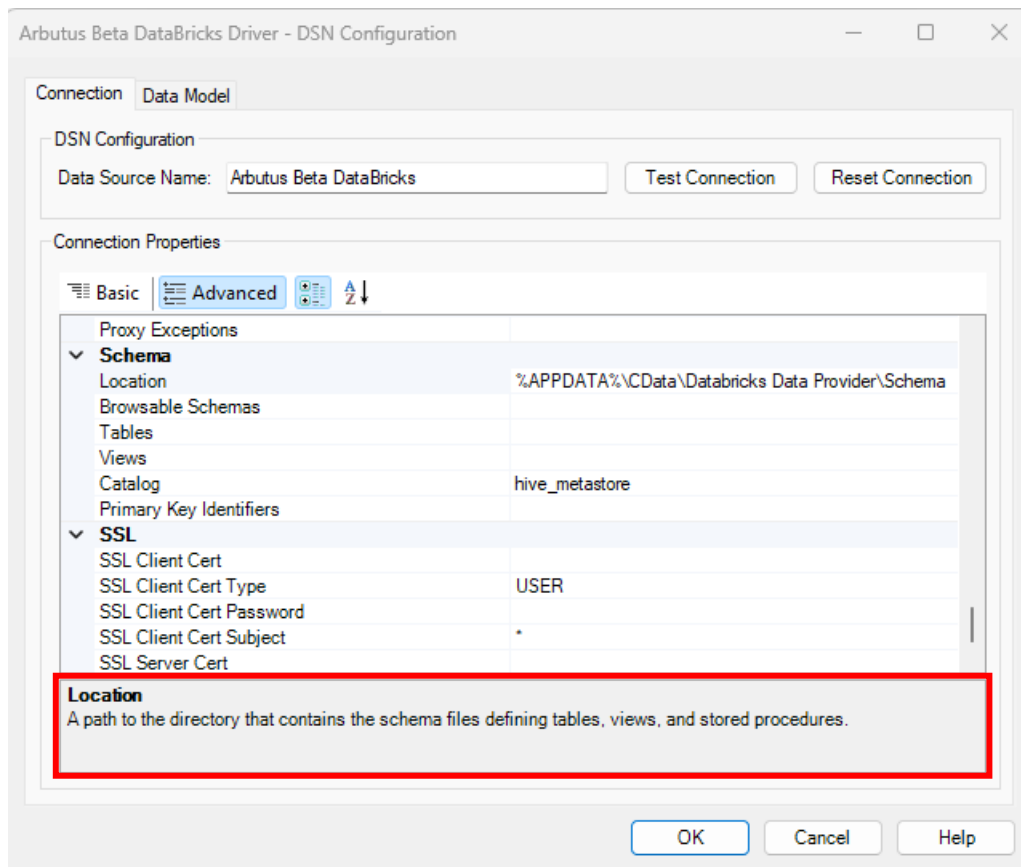 Arbutus Beta DataBricks Driver - DSN Configuration
Connection Data Model
DSN Configuration
Data Source Name: Arbutus Beta DataBricks Test Connection Reset Connection
Connection Properties
Basic Advanced
Proxy Exceptions
Schema
Location %APPDATA%\CData\Databricks Data Provider\Schema
Browsable Schemas
Tables
Views
Catalog hive_metastore
Primary Key Identifiers
SSL
SSL Client Cert
SSL Client Cert Type USER
SSL Client Cert Password
SSL Client Cert Subject *
SSL Server Cert
Location
A path to the directory that contains the schema files defining tables, views, and stored procedures.
OK Cancel Help